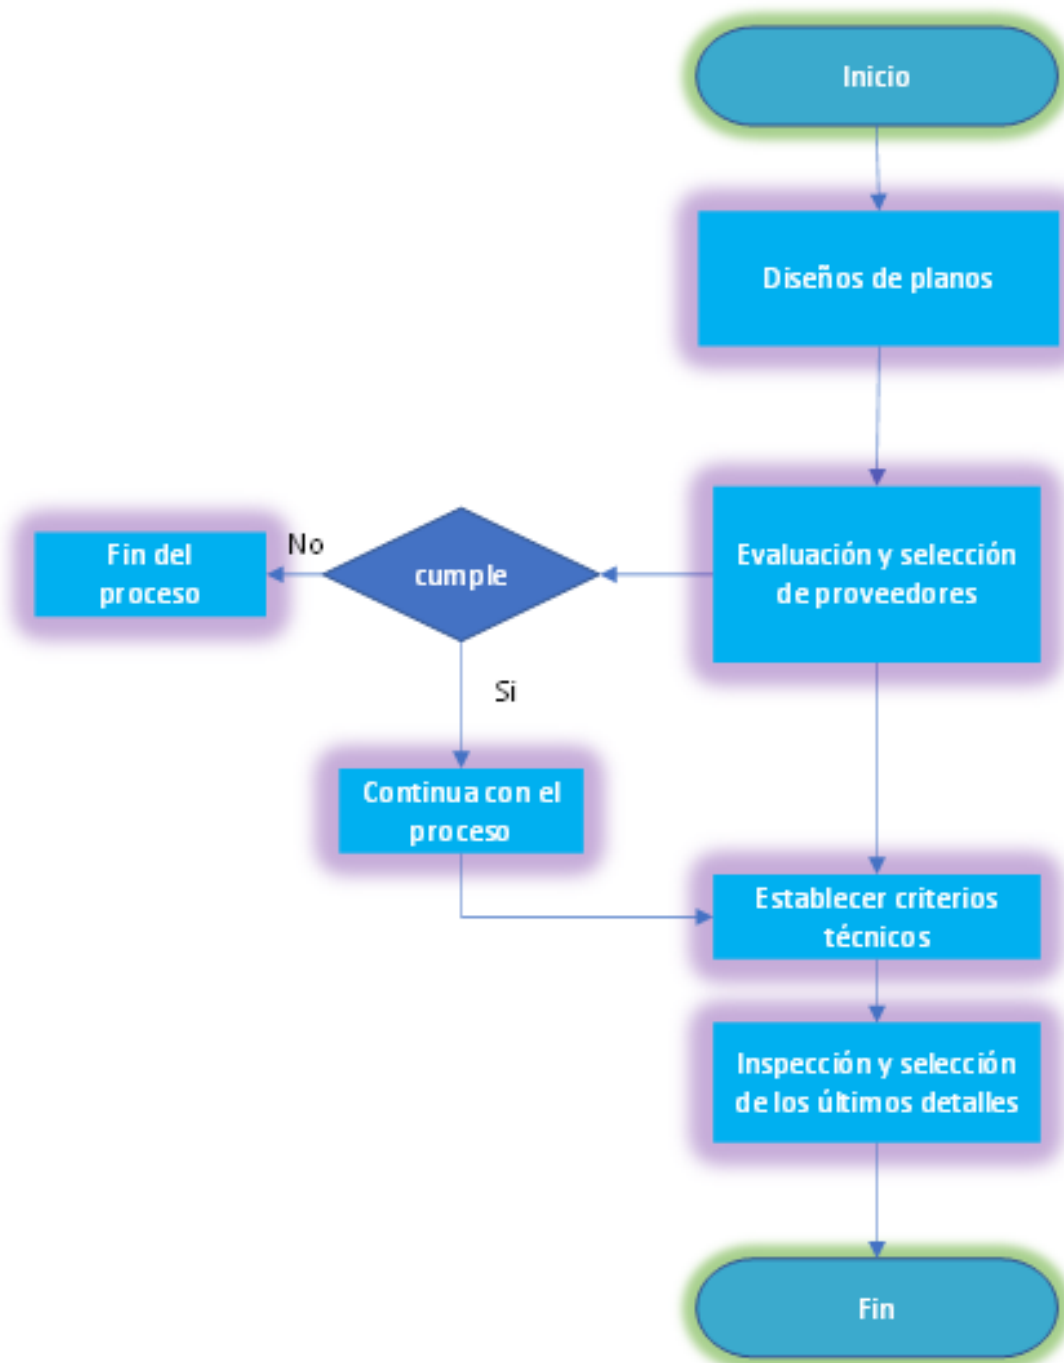 Inicio
Diseños de planos
Evaluación y selección
de proveedores
cumple
No
Fin del
proceso
Si
Continua con el
proceso
Establecer criterios
técnicos
Inspección y selección
de los últimos detalles
Fin